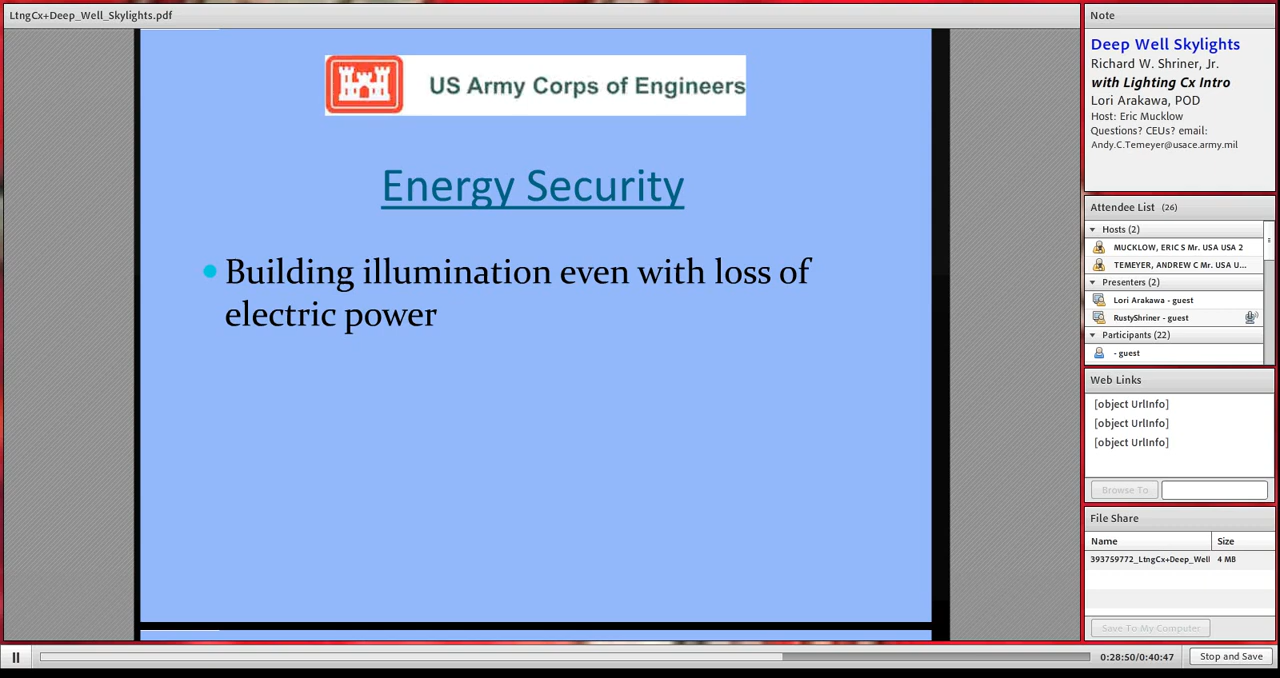 LtngCx+Deep_Well_Skylights.pdf
US Army Corps of Engineers
Energy Security
Building illumination even with loss of
electric power
Note
Deep Well Skylights
Richard W. Shriner, Jr.
with Lighting Cx Intro
Lori Arakawa, POD
Host: Eric Mucklow
Questions? CEUs? email:
Andy.C.Temeyer@usace.army.mil
Attendee List (26)
Hosts (2)
MUCKLOW, ERIC S Mr. USA USA 2
TEMEYER, ANDREW C Mr. USA U...
Presenters (2)
Lori Arakawa - guest
RustyShriner - guest
Participants (22)
- guest
Web Links
[object UrlInfo]
[object UrlInfo]
[object UrlInfo]
Browse To
File Share
Name Size
393759772_LtngCx+Deep_Well 4 MB
Save To My Computer
0:28:50/0:40:47
Stop and Save